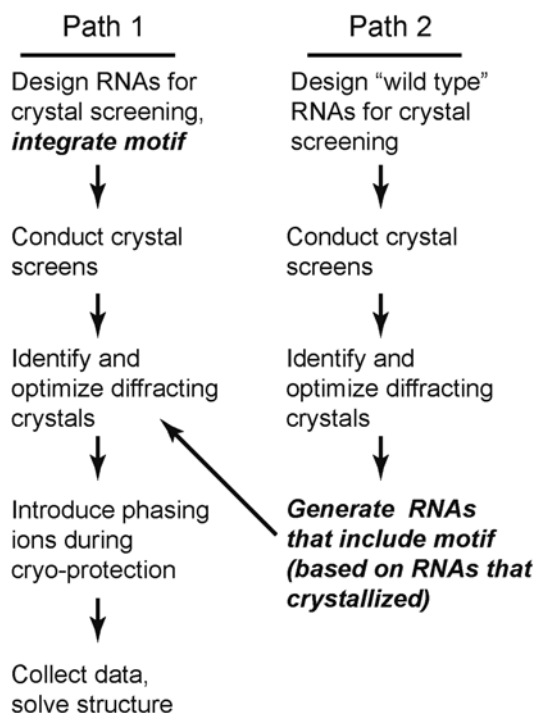 Path 1
Design RNAs for
crystal screening,
integrate motif
Conduct crystal
screens
Identify and
optimize diffracting
crystals
Introduce phasing
ions during
cryo-protection
Collect data,
solve structure
Path 2
Design “wild type”
RNAs for crystal
screening
Conduct crystal
screens
Identify and
optimize diffracting
crystals
Generate RNAs
that include motif
(based on RNAs that
crystallized)